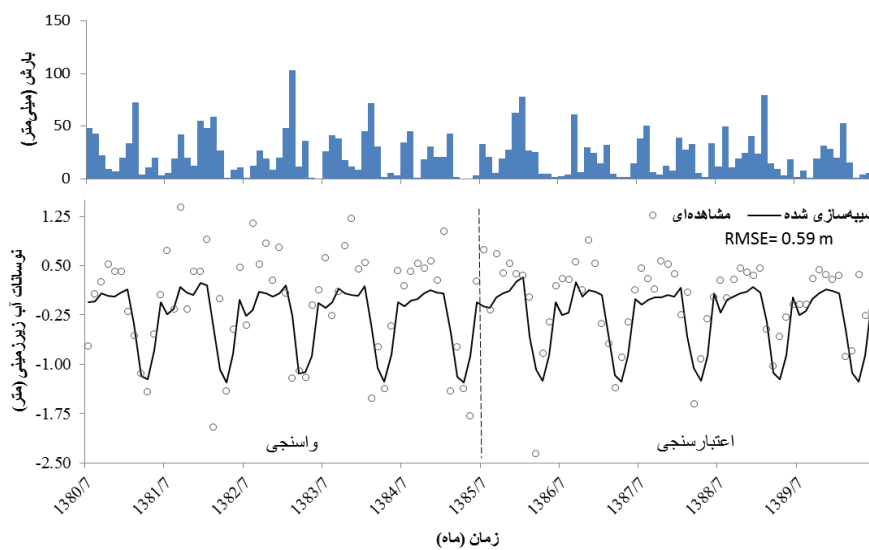 150
100
50
0
بارش (میلی‌متر)
1.25
0.50
-0.25
-1.00
-1.75
-2.50
نوسانات آب زیرزمینی (متر)
مشاهده‌ای
شبیه‌سازی شده
RMSE= 0.59 m
واسنجی
اعتبارسنجی
1380/7
1381/7
1382/7
1383/7
1384/7
1385/7
1386/7
1387/7
1388/7
1389/7
زمان (ماه)